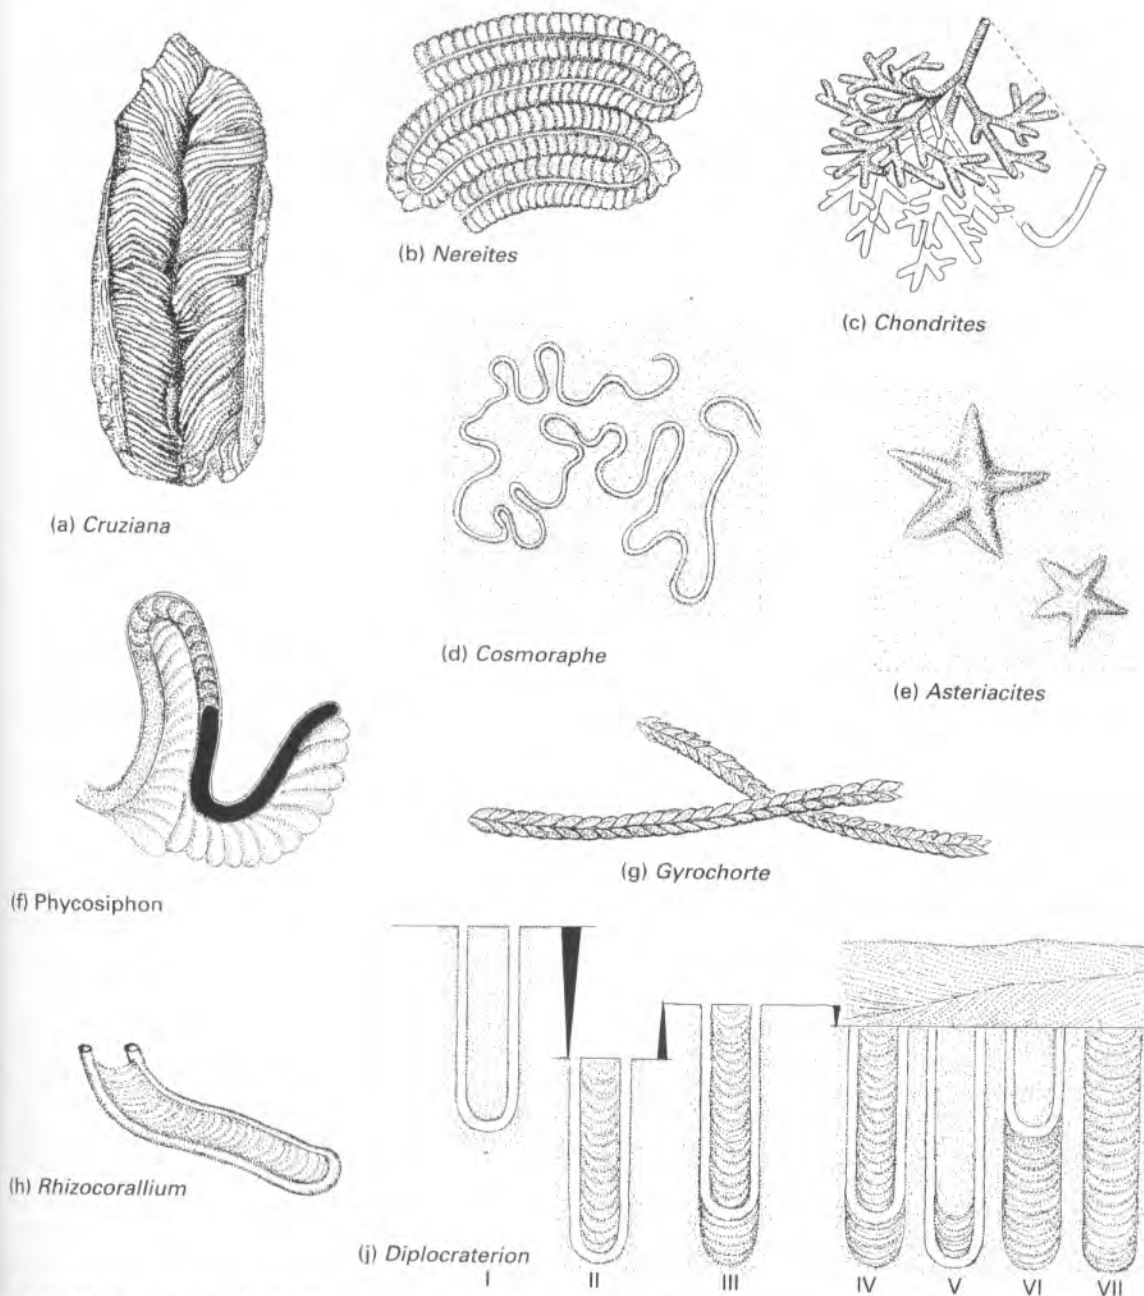 (a) Cruziana
(b) Nereites
(c) Chondrites
(d) Cosmoraphe
(e) Asteriacites
(f) Phycosiphon
(g) Gyrochorte
(h) Rhizocorallium
(j) Diplocraterion
I
II
III
IV
V
VI
VII